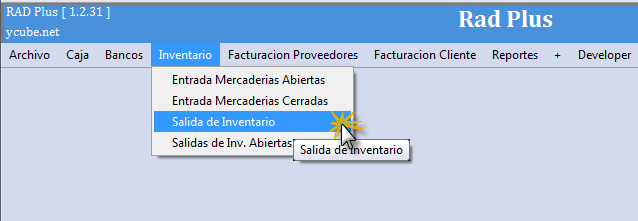 RAD Plus [ 1.2.31 ]
Rad Plus
ycube.net
Archivo Caja Bancos Inventario Facturacion Proveedores Facturacion Cliente Reportes + Developer
Entrada Mercaderias Abiertas
Entrada Mercaderias Cerradas
Salida de Inventario
Salidas de Inv. Abiertas
Salida de Inventario